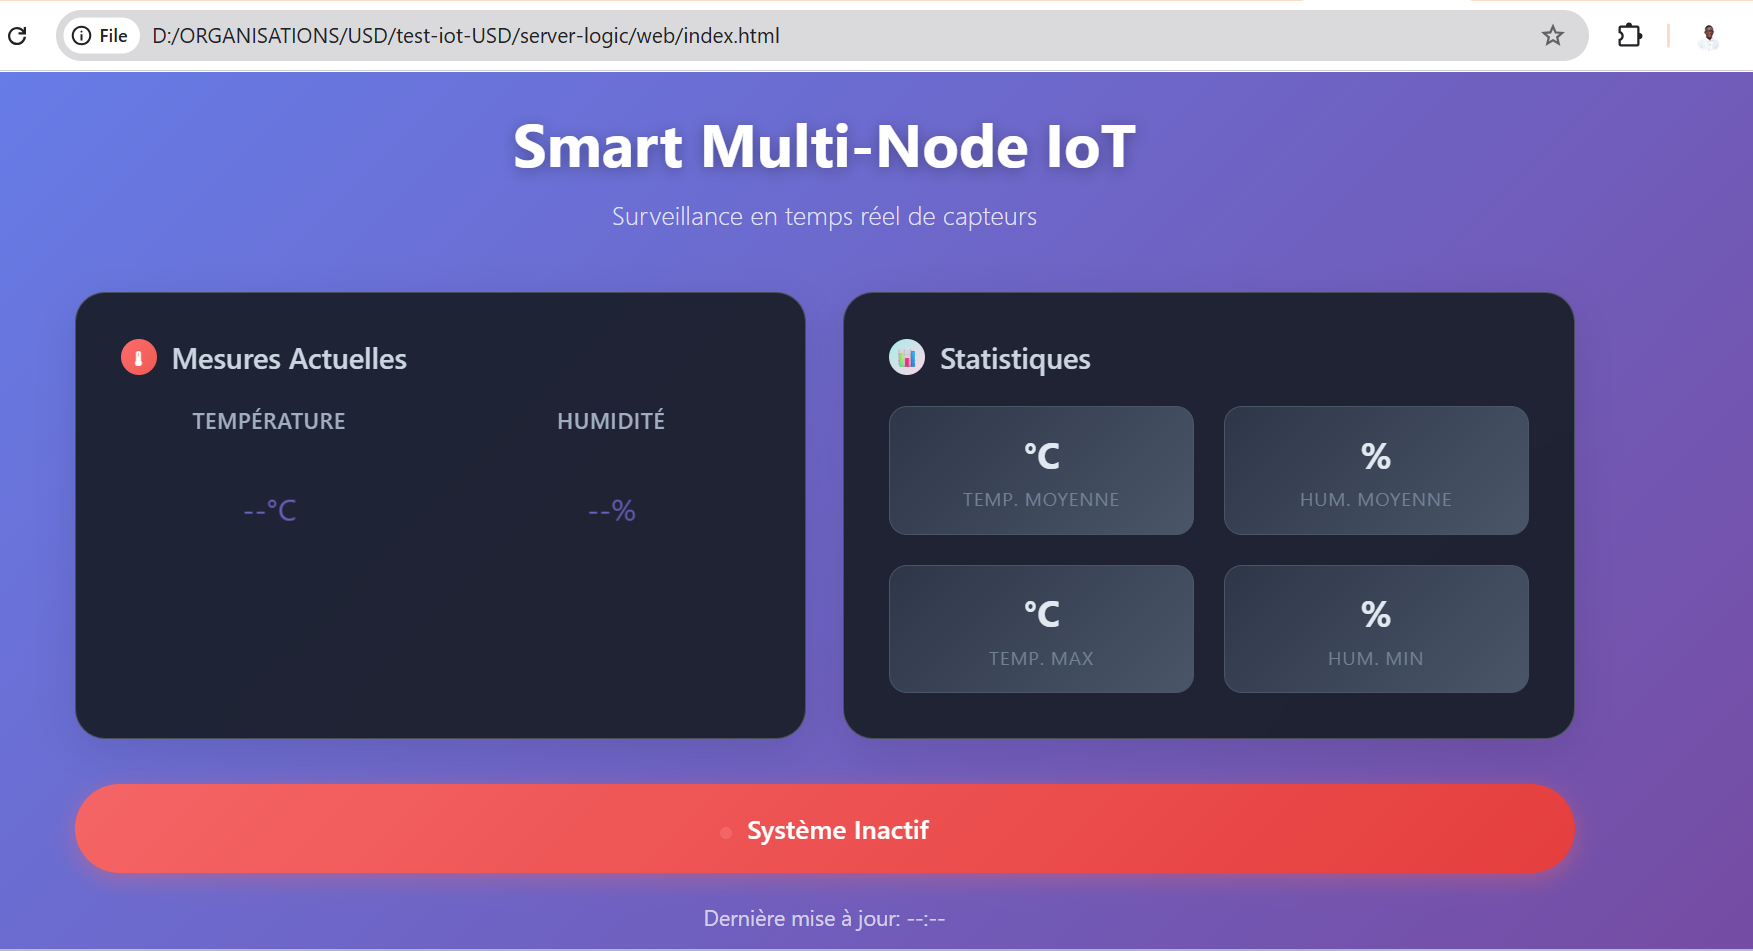 File D:/ORGANISATIONS/USD/test-iot-USD/server-logic/web/index.html
Smart Multi-Node IoT
Surveillance en temps réel de capteurs
Mesures Actuelles
TEMPÉRATURE
HUMIDITÉ
--°C
--%
Statistiques
°C
TEMP. MOYENNE
%
HUM. MOYENNE
°C
TEMP. MAX
%
HUM. MIN
Système Inactif
Dernière mise à jour: --:--